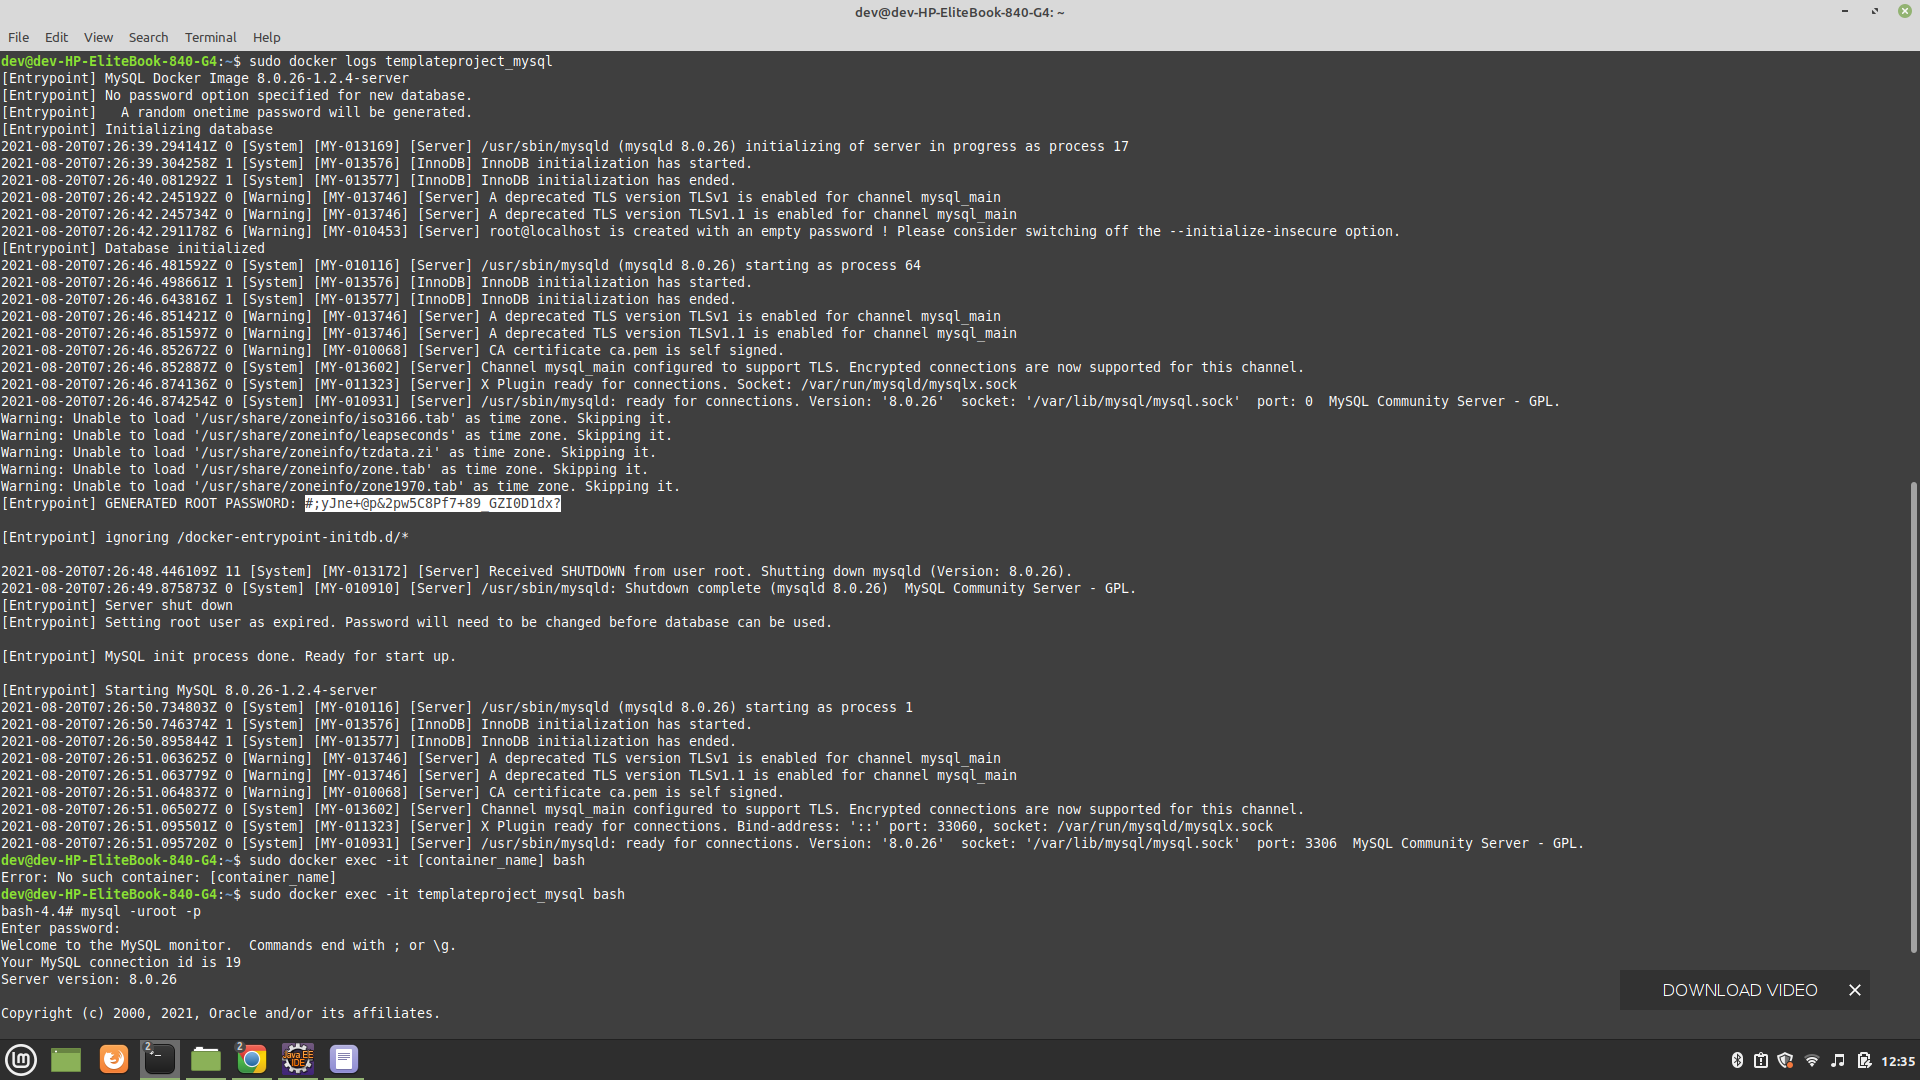 dev@dev-HP-EliteBook-840-G4: ~
File Edit View Search Terminal Help
dev@dev-HP-EliteBook-840-G4:~$ sudo docker logs templateproject_mysql
[Entrypoint] MySQL Docker Image 8.0.26-1.2.4-server
[Entrypoint] No password option specified for new database.
[Entrypoint]   A random onetime password will be generated.
[Entrypoint] Initializing database
2021-08-20T07:26:39.294141Z 0 [System] [MY-013169] [Server] /usr/sbin/mysqld (mysqld 8.0.26) initializing of server in progress as process 17
2021-08-20T07:26:39.304258Z 1 [System] [MY-013576] [InnoDB] InnoDB initialization has started.
2021-08-20T07:26:40.081292Z 1 [System] [MY-013577] [InnoDB] InnoDB initialization has ended.
2021-08-20T07:26:42.245192Z 0 [Warning] [MY-013746] [Server] A deprecated TLS version TLSv1 is enabled for channel mysql_main
2021-08-20T07:26:42.245734Z 0 [Warning] [MY-013746] [Server] A deprecated TLS version TLSv1.1 is enabled for channel mysql_main
2021-08-20T07:26:42.291178Z 6 [Warning] [MY-010453] [Server] root@localhost is created with an empty password ! Please consider switching off the --initialize-insecure option.
[Entrypoint] Database initialized
2021-08-20T07:26:46.481592Z 0 [System] [MY-010116] [Server] /usr/sbin/mysqld (mysqld 8.0.26) starting as process 64
2021-08-20T07:26:46.498661Z 1 [System] [MY-013576] [InnoDB] InnoDB initialization has started.
2021-08-20T07:26:46.643816Z 1 [System] [MY-013577] [InnoDB] InnoDB initialization has ended.
2021-08-20T07:26:46.851421Z 0 [Warning] [MY-013746] [Server] A deprecated TLS version TLSv1 is enabled for channel mysql_main
2021-08-20T07:26:46.851597Z 0 [Warning] [MY-013746] [Server] A deprecated TLS version TLSv1.1 is enabled for channel mysql_main
2021-08-20T07:26:46.852672Z 0 [Warning] [MY-010068] [Server] CA certificate ca.pem is self signed.
2021-08-20T07:26:46.852887Z 0 [System] [MY-013602] [Server] Channel mysql_main configured to support TLS. Encrypted connections are now supported for this channel.
2021-08-20T07:26:46.874136Z 0 [System] [MY-011323] [Server] X Plugin ready for connections. Socket: /var/run/mysqld/mysqlx.sock
2021-08-20T07:26:46.874254Z 0 [System] [MY-010931] [Server] /usr/sbin/mysqld: ready for connections. Version: '8.0.26'  socket: '/var/lib/mysql/mysql.sock'  port: 0  MySQL Community Server - GPL.
Warning: Unable to load '/usr/share/zoneinfo/iso3166.tab' as time zone. Skipping it.
Warning: Unable to load '/usr/share/zoneinfo/leapseconds' as time zone. Skipping it.
Warning: Unable to load '/usr/share/zoneinfo/tzdata.zi' as time zone. Skipping it.
Warning: Unable to load '/usr/share/zoneinfo/zone.tab' as time zone. Skipping it.
Warning: Unable to load '/usr/share/zoneinfo/zone1970.tab' as time zone. Skipping it.
[Entrypoint] GENERATED ROOT PASSWORD: #;yJne+@p&2pw5C8Pf7+89_GZI0D1dx?
[Entrypoint] ignoring /docker-entrypoint-initdb.d/*
2021-08-20T07:26:48.446109Z 11 [System] [MY-013172] [Server] Received SHUTDOWN from user root. Shutting down mysqld (Version: 8.0.26).
2021-08-20T07:26:49.875873Z 0 [System] [MY-010910] [Server] /usr/sbin/mysqld: Shutdown complete (mysqld 8.0.26)  MySQL Community Server - GPL.
[Entrypoint] Server shut down
[Entrypoint] Setting root user as expired. Password will need to be changed before database can be used.
[Entrypoint] MySQL init process done. Ready for start up.
[Entrypoint] Starting MySQL 8.0.26-1.2.4-server
2021-08-20T07:26:50.734803Z 0 [System] [MY-010116] [Server] /usr/sbin/mysqld (mysqld 8.0.26) starting as process 1
2021-08-20T07:26:50.746374Z 1 [System] [MY-013576] [InnoDB] InnoDB initialization has started.
2021-08-20T07:26:50.895844Z 1 [System] [MY-013577] [InnoDB] InnoDB initialization has ended.
2021-08-20T07:26:51.063625Z 0 [Warning] [MY-013746] [Server] A deprecated TLS version TLSv1 is enabled for channel mysql_main
2021-08-20T07:26:51.063779Z 0 [Warning] [MY-013746] [Server] A deprecated TLS version TLSv1.1 is enabled for channel mysql_main
2021-08-20T07:26:51.064837Z 0 [Warning] [MY-010068] [Server] CA certificate ca.pem is self signed.
2021-08-20T07:26:51.065027Z 0 [System] [MY-013602] [Server] Channel mysql_main configured to support TLS. Encrypted connections are now supported for this channel.
2021-08-20T07:26:51.095501Z 0 [System] [MY-011323] [Server] X Plugin ready for connections. Bind-address: '::' port: 33060, socket: /var/run/mysqld/mysqlx.sock
2021-08-20T07:26:51.095720Z 0 [System] [MY-010931] [Server] /usr/sbin/mysqld: ready for connections. Version: '8.0.26'  socket: '/var/lib/mysql/mysql.sock'  port: 3306  MySQL Community Server - GPL.
dev@dev-HP-EliteBook-840-G4:~$ sudo docker exec -it [container_name] bash
Error: No such container: [container_name]
dev@dev-HP-EliteBook-840-G4:~$ sudo docker exec -it templateproject_mysql bash
bash-4.4# mysql -uroot -p
Enter password:
Welcome to the MySQL monitor.  Commands end with ; or \g.
Your MySQL connection id is 19
Server version: 8.0.26
DOWNLOAD VIDEO
Copyright (c) 2000, 2021, Oracle and/or its affiliates.
2
2
Java EE
IDE
12:35